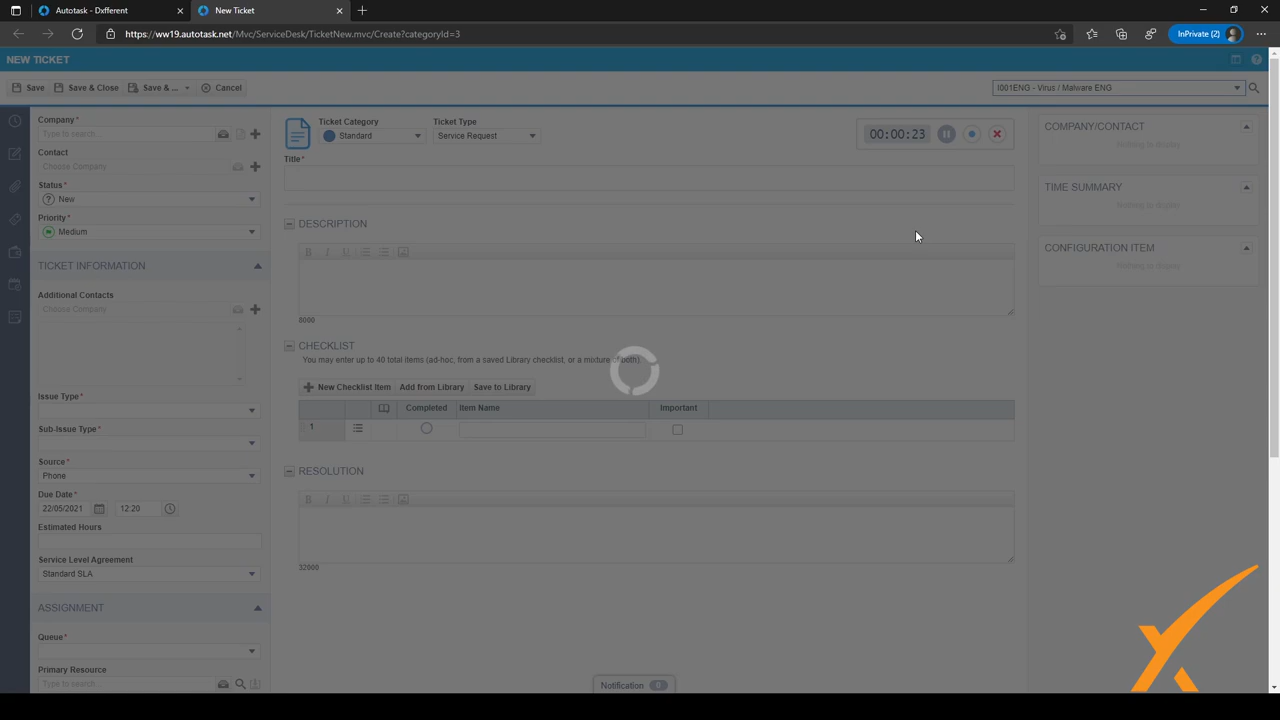 Autotask - Dxferent
New Ticket
https://ww19.autotask.net/Mvc/ServiceDesk/TicketNew.mvc/Create?categoryId=3
InPrivate (2)
NEW TICKET
Save
Save & Close
Save & ...
Cancel
I001ENG - Virus / Malware ENG
Company*
Type to search...
Contact
Choose Company
Status*
New
Priority*
Medium
TICKET INFORMATION
Additional Contacts
Choose Company
Issue Type*
Sub-Issue Type*
Source*
Phone
Due Date*
22/05/2021
12:20
Estimated Hours
Service Level Agreement
Standard SLA
ASSIGNMENT
Queue*
Primary Resource
Type to search...
Ticket Category
Standard
Ticket Type
Service Request
00:00:23
Title*
DESCRIPTION
B I U
8000
CHECKLIST
You may enter up to 40 total items (ad-hoc, from a saved Library checklist, or a mixture of both).
New Checklist Item
Add from Library
Save to Library
Completed
Item Name
Important
1
RESOLUTION
B I U
32000
COMPANY/CONTACT
Nothing to display
TIME SUMMARY
Nothing to display
CONFIGURATION ITEM
Nothing to display
Notification 0